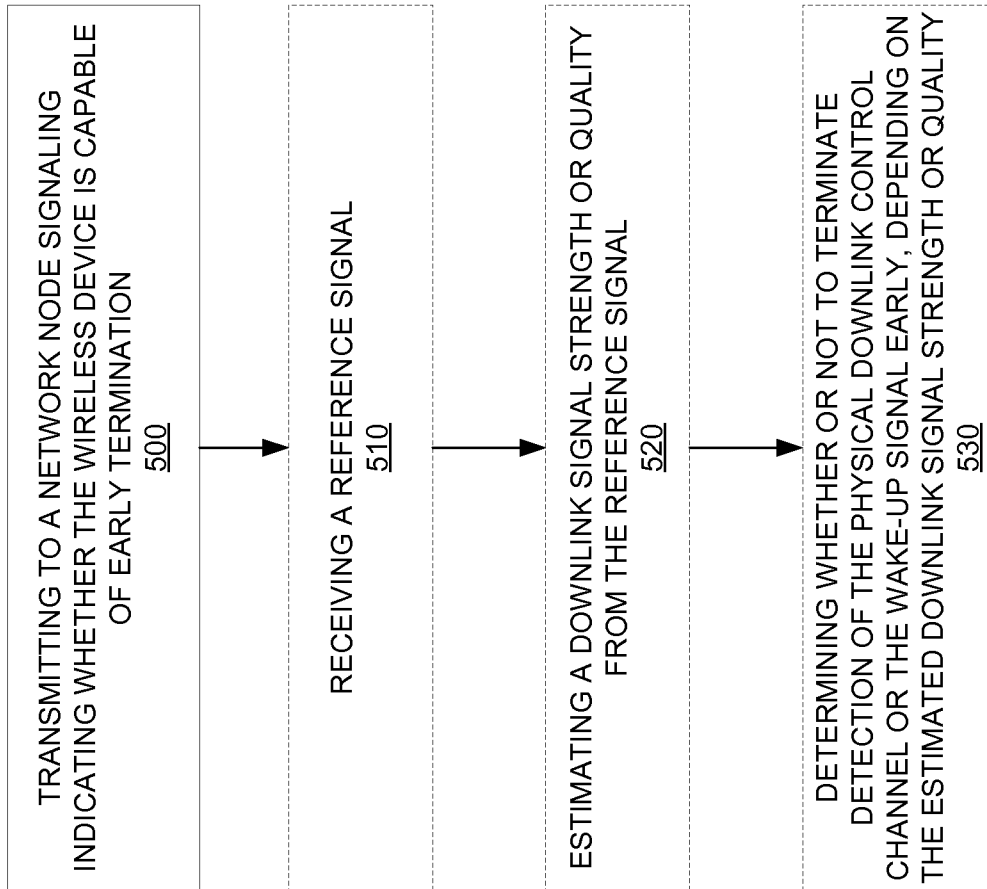 TRANSMITTING TO A NETWORK NODE SIGNALING
INDICATING WHETHER THE WIRELESS DEVICE IS CAPABLE
OF EARLY TERMINATION
500
RECEIVING A REFERENCE SIGNAL
510
ESTIMATING A DOWNLINK SIGNAL STRENGTH OR QUALITY
FROM THE REFERENCE SIGNAL
520
DETERMINING WHETHER OR NOT TO TERMINATE
DETECTION OF THE PHYSICAL DOWNLINK CONTROL
CHANNEL OR THE WAKE-UP SIGNAL EARLY, DEPENDING ON
THE ESTIMATED DOWNLINK SIGNAL STRENGTH OR QUALITY
530